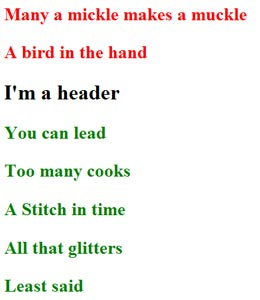 Many a mickle makes a muckle
A bird in the hand
I'm a header
You can lead
Too many cooks
A Stitch in time
All that glitters
Least said